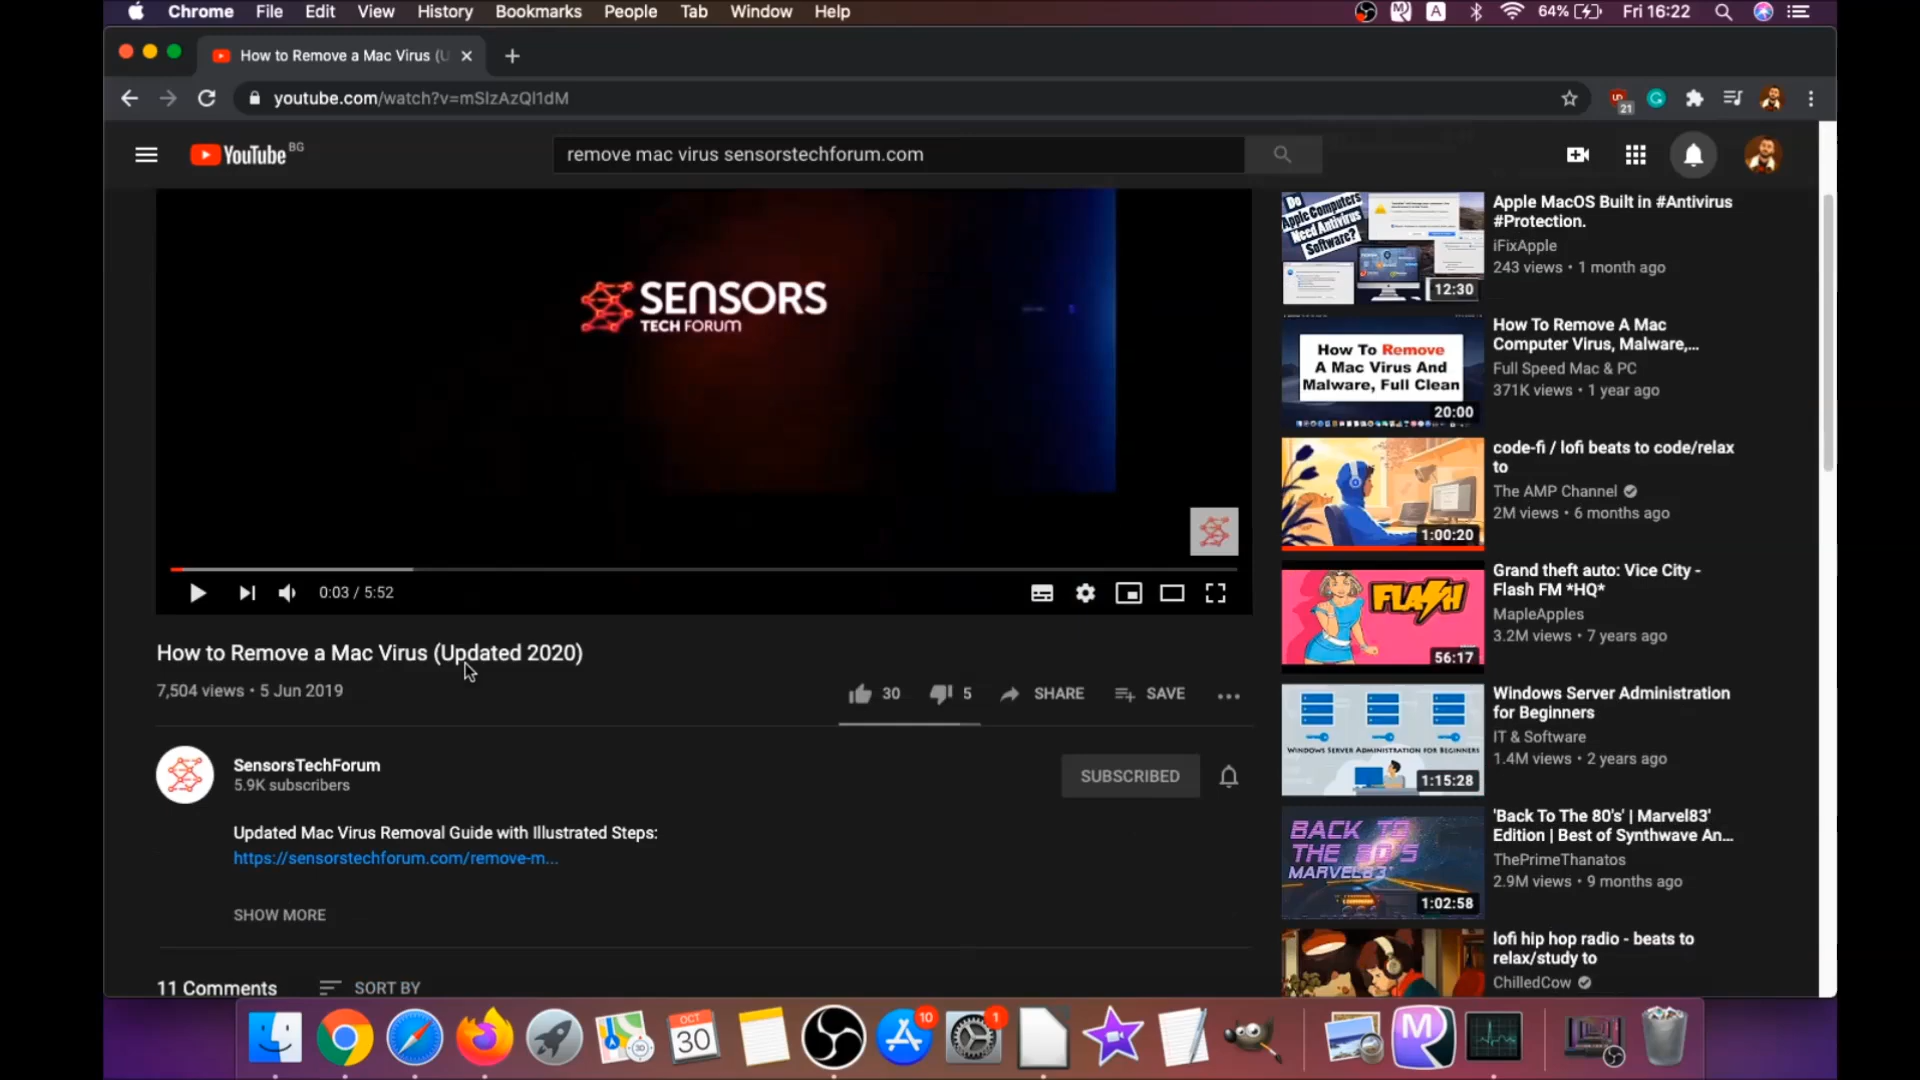 Chrome File Edit View History Bookmarks People Tab Window Help
A 64% Fri 16:22
How to Remove a Mac Virus (U
youtube.com/watch?v=mSIzAzQI1dM
21
YouTube BG
remove mac virus sensorstechforum.com
SENSORS
TECH FORUM
0:03 / 5:52
How to Remove a Mac Virus (Updated 2020)
7,504 views • 5 Jun 2019
30 5 SHARE SAVE
SensorsTechForum
5.9K subscribers
SUBSCRIBED
Updated Mac Virus Removal Guide with Illustrated Steps:
https://sensorstechforum.com/remove-m...
SHOW MORE
11 Comments SORT BY
Do
Apple Computers
Need Antivirus
Software?
12:30
Apple MacOS Built in #Antivirus
#Protection.
iFixApple
243 views • 1 month ago
How To Remove
A Mac Virus And
Malware, Full Clean
20:00
How To Remove A Mac
Computer Virus, Malware,...
Full Speed Mac & PC
371K views • 1 year ago
1:00:20
code-fi / lofi beats to code/relax
to
The AMP Channel
2M views • 6 months ago
FLASH
56:17
Grand theft auto: Vice City -
Flash FM *HQ*
MapleApples
3.2M views • 7 years ago
WINDOWS SERVER ADMINISTRATION FOR BEGINNERS
1:15:28
Windows Server Administration
for Beginners
IT & Software
1.4M views • 2 years ago
BACK TO
THE 80'S
MARVEL83'
1:02:58
'Back To The 80's' | Marvel83'
Edition | Best of Synthwave An...
ThePrimeThanatos
2.9M views • 9 months ago
lofi hip hop radio - beats to
relax/study to
ChilledCow
OCT
30
10
1
M